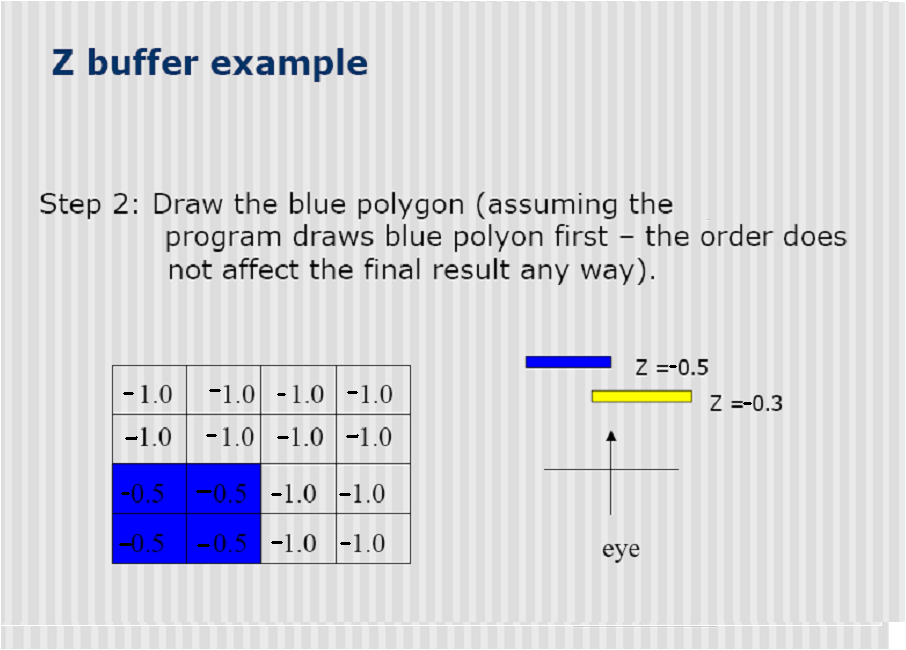 Z buffer example
Step 2: Draw the blue polygon (assuming the
program draws blue polyon first – the order does
not affect the final result any way).
-1.0 -1.0 -1.0 -1.0
-1.0 -1.0 -1.0 -1.0
-0.5 -0.5 -1.0 -1.0
-0.5 -0.5 -1.0 -1.0
Z =-0.5
Z =-0.3
eye